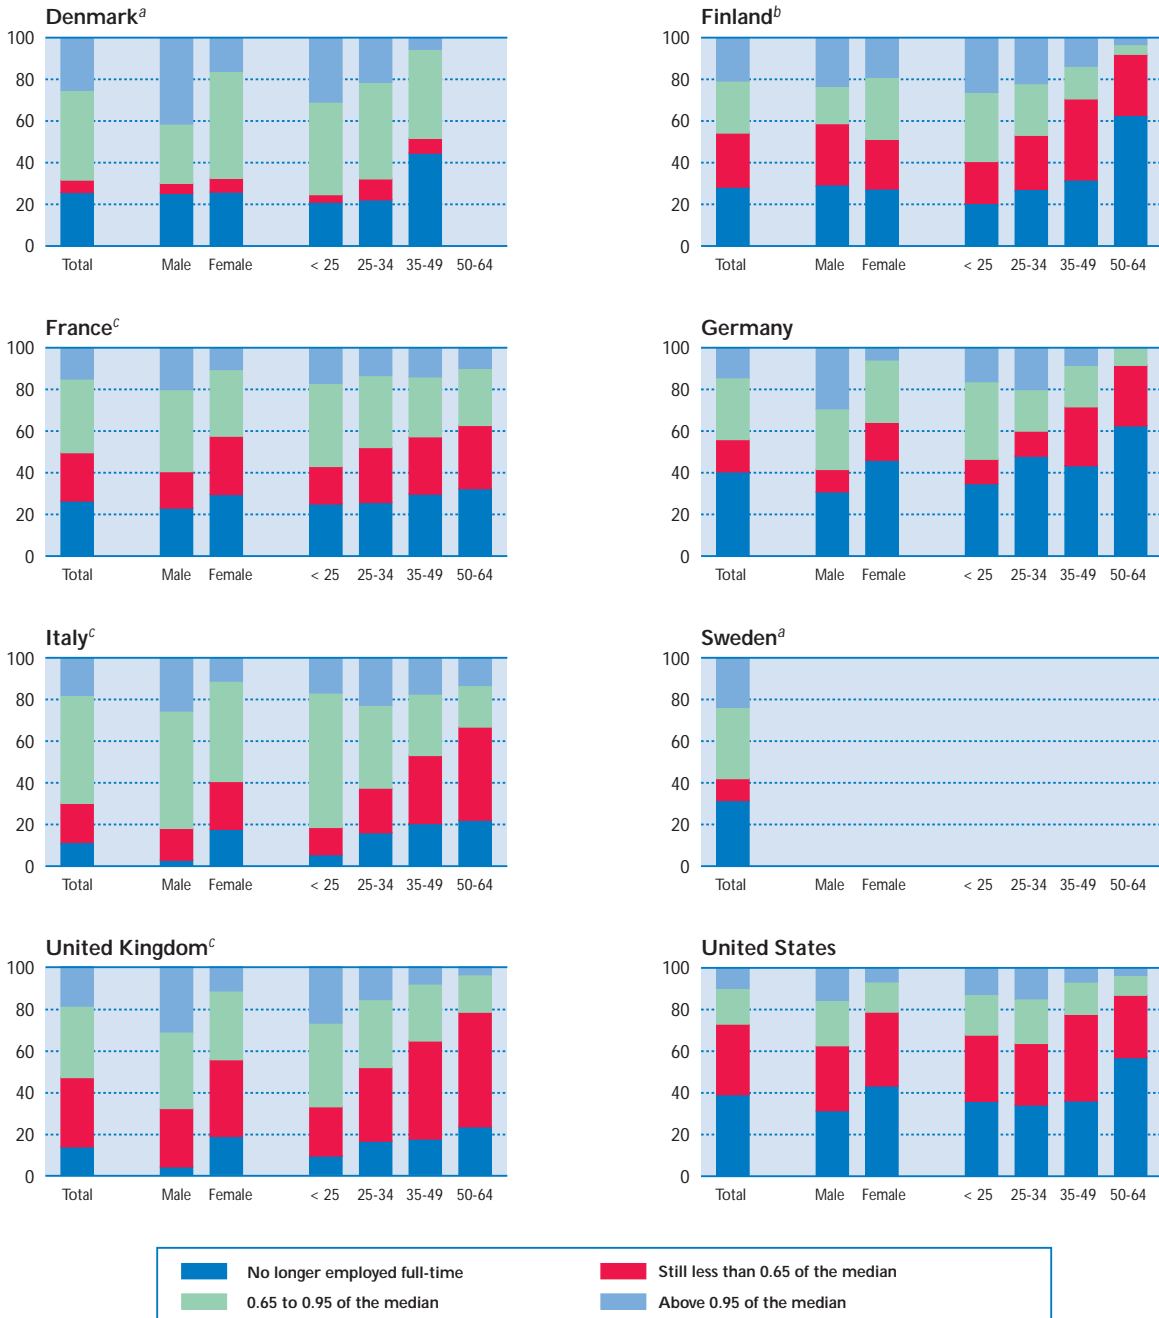 Denmarkᵃ
100
80
60
40
20
0
Total Male Female < 25 25-34 35-49
Finlandᵇ
100
80
60
40
20
0
Total Male Female < 25 25-34 35-49 50-64
Franceᶜ
100
80
60
40
20
0
Total Male Female < 25 25-34 35-49 50-64
Germany
100
80
60
40
20
0
Total Male Female < 25 25-34 35-49 50-64
Italyᶜ
100
80
60
40
20
0
Total Male Female < 25 25-34 35-49 50-64
Swedenᵃ
100
80
60
40
20
0
Total Male Female < 25 25-34 35-49 50-64
United Kingdomᶜ
100
80
60
40
20
0
Total Male Female < 25 25-34 35-49 50-64
United States
100
80
60
40
20
0
Total Male Female < 25 25-34 35-49 50-64
No longer employed full-time
Still less than 0.65 of the median
0.65 to 0.95 of the median
Above 0.95 of the median